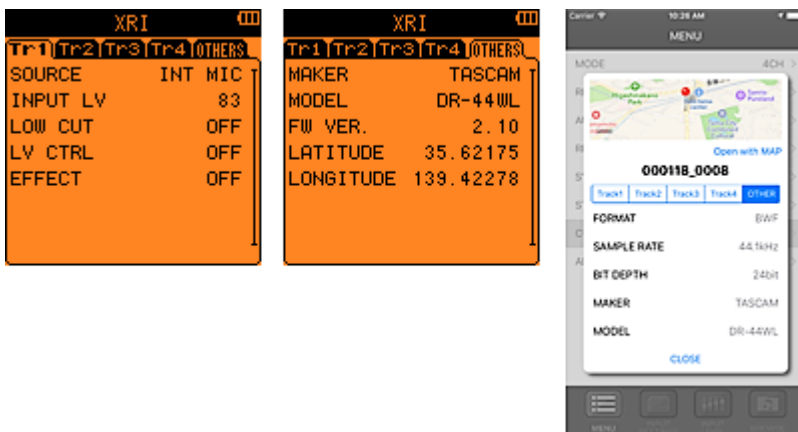 XRI
Tr1 Tr2 Tr3 Tr4 OTHERS
SOURCE INT MIC
INPUT LV 83
LOW CUT OFF
LV CTRL OFF
EFFECT OFF
XRI
Tr1 Tr2 Tr3 Tr4 OTHERS
MAKER TASCAM
MODEL DR-44WL
FW VER. 2.10
LATITUDE 35.62175
LONGITUDE 139.42278
Carrier 10:26 AM
MENU
MODE 4CH
Open with MAP
000118_0008
Track1 Track2 Track3 Track4 OTHER
FORMAT BWF
SAMPLE RATE 44.1kHz
BIT DEPTH 24bit
MAKER TASCAM
MODEL DR-44WL
CLOSE
MENU